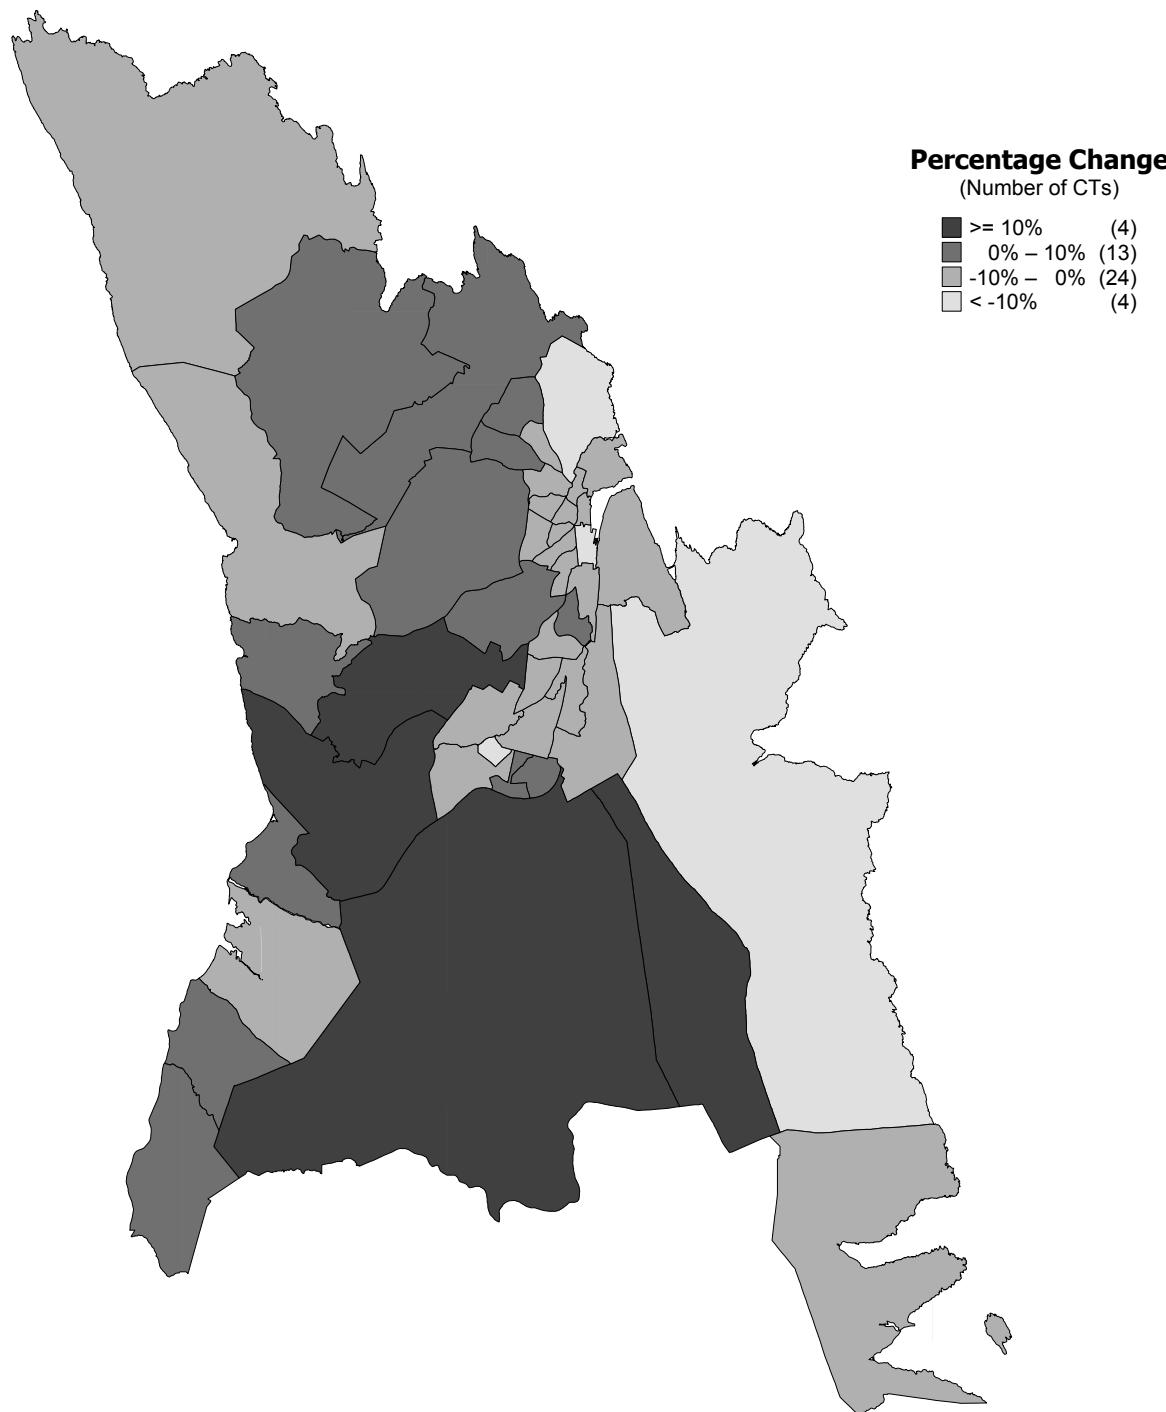 Percentage Change
(Number of CTs)
>= 10% (4)
0% – 10% (13)
-10% – 0% (24)
< -10% (4)